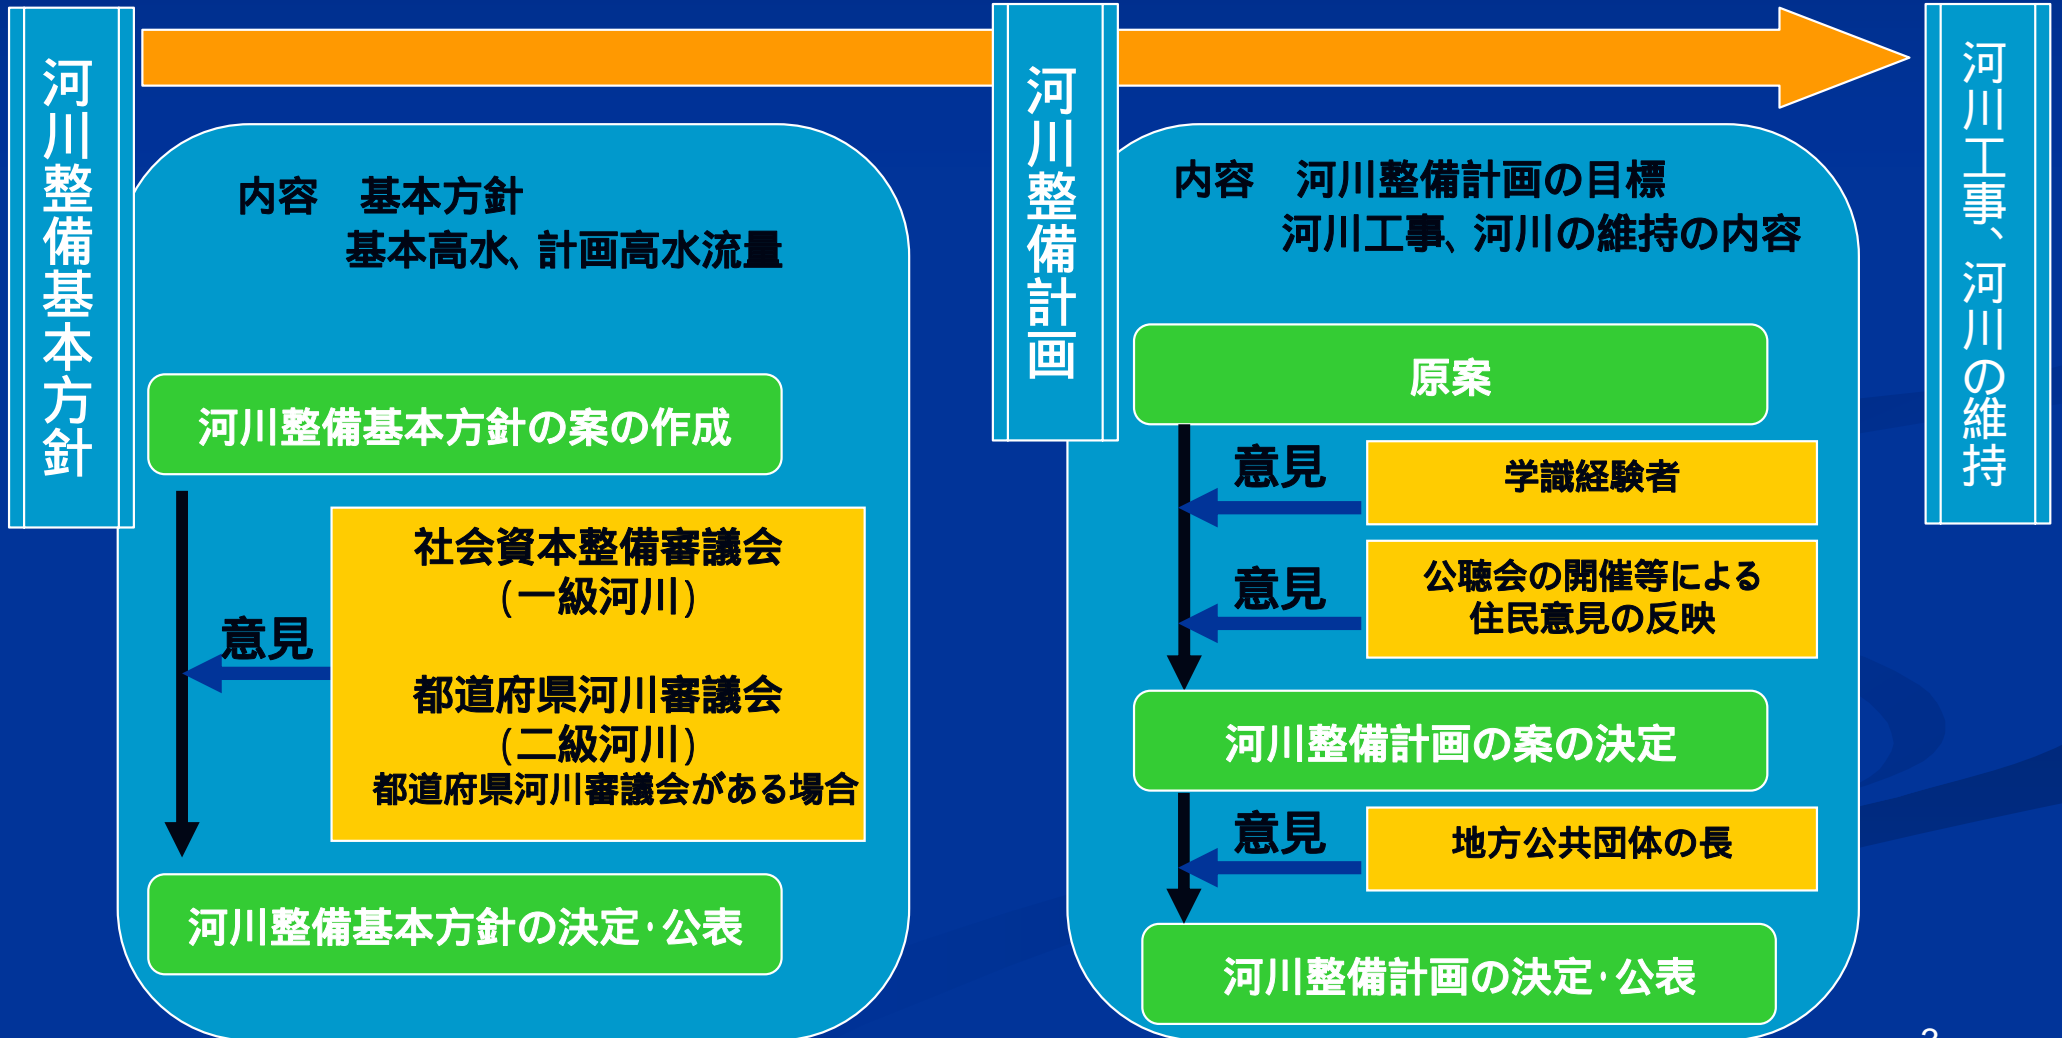 河川整備基本方針
内容　基本方針
基本高水、計画高水流量
河川整備基本方針の案の作成
意見
社会資本整備審議会
（一級河川）
都道府県河川審議会
（二級河川）
都道府県河川審議会がある場合
河川整備基本方針の決定・公表
河川整備計画
内容　河川整備計画の目標
河川工事、河川の維持の内容
原案
意見
学識経験者
意見
公聴会の開催等による
住民意見の反映
河川整備計画の案の決定
意見
地方公共団体の長
河川整備計画の決定・公表
河川工事、河川の維持